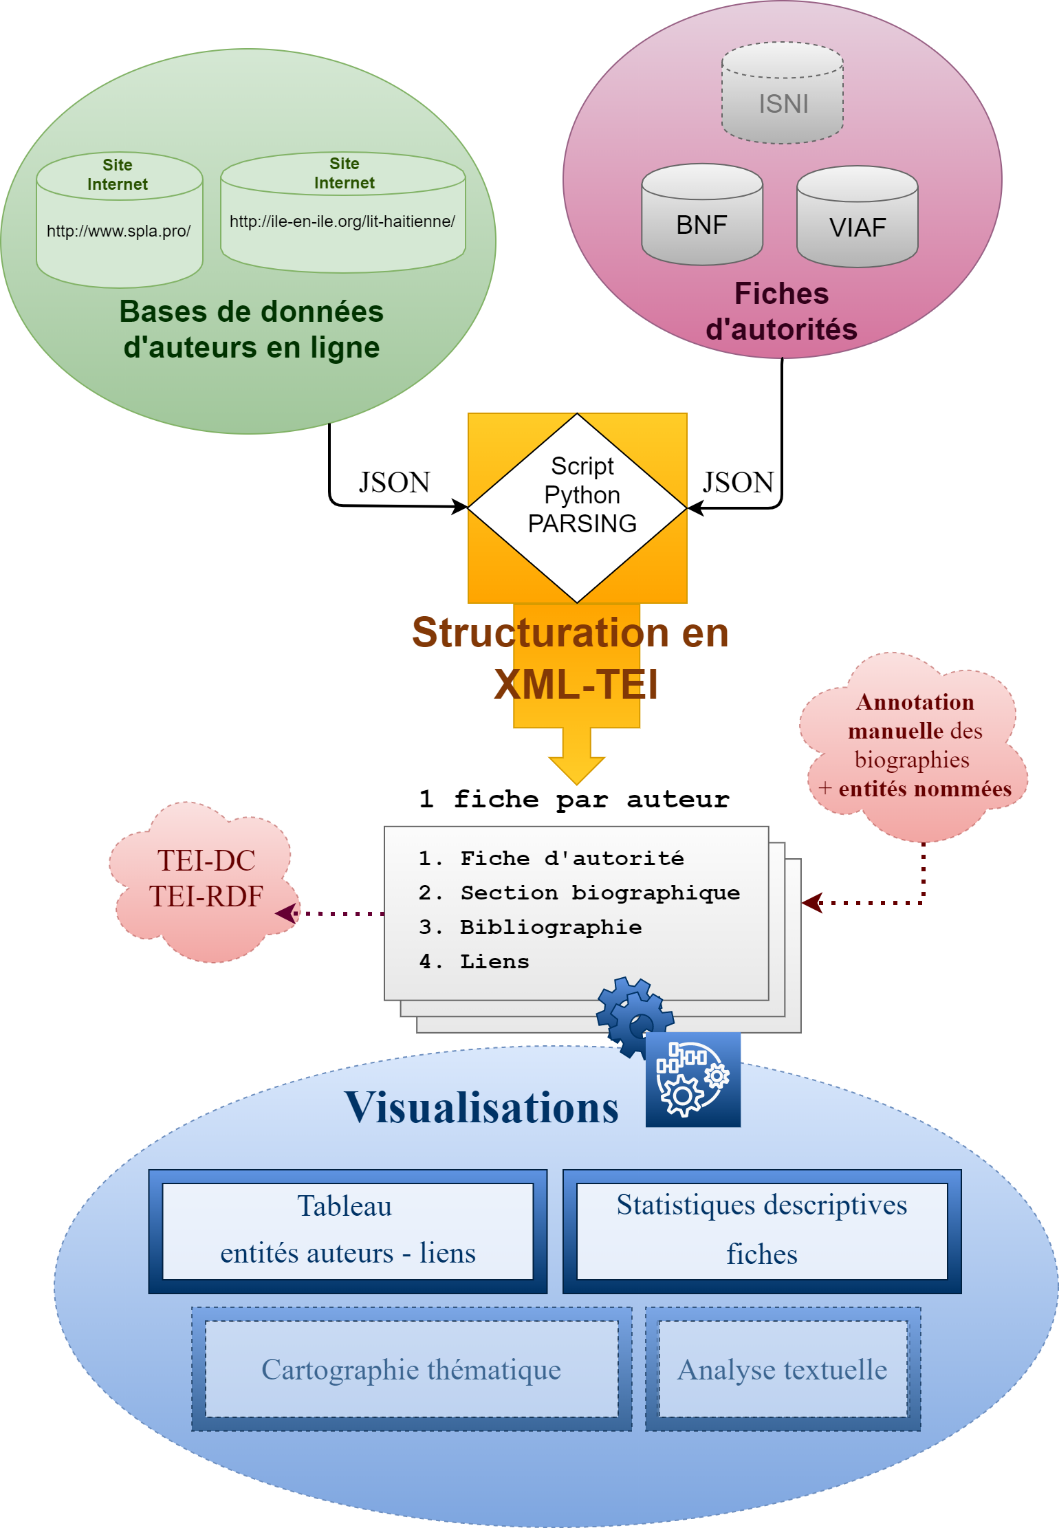 ISNI
BNF
VIAF
Fiches
d'autorités
Site
Internet
http://www.spla.pro/
Site
Internet
http://ile-en-ile.org/lit-haitienne/
Bases de données
d'auteurs en ligne
JSON
JSON
Script
Python
PARSING
Structuration en
XML-TEI
Annotation
manuelle des
biographies
+ entités nommées
1 fiche par auteur
TEI-DC
TEI-RDF
1. Fiche d'autorité
2. Section biographique
3. Bibliographie
4. Liens
Visualisations
Tableau
entités auteurs - liens
Statistiques descriptives
fiches
Cartographie thématique
Analyse textuelle